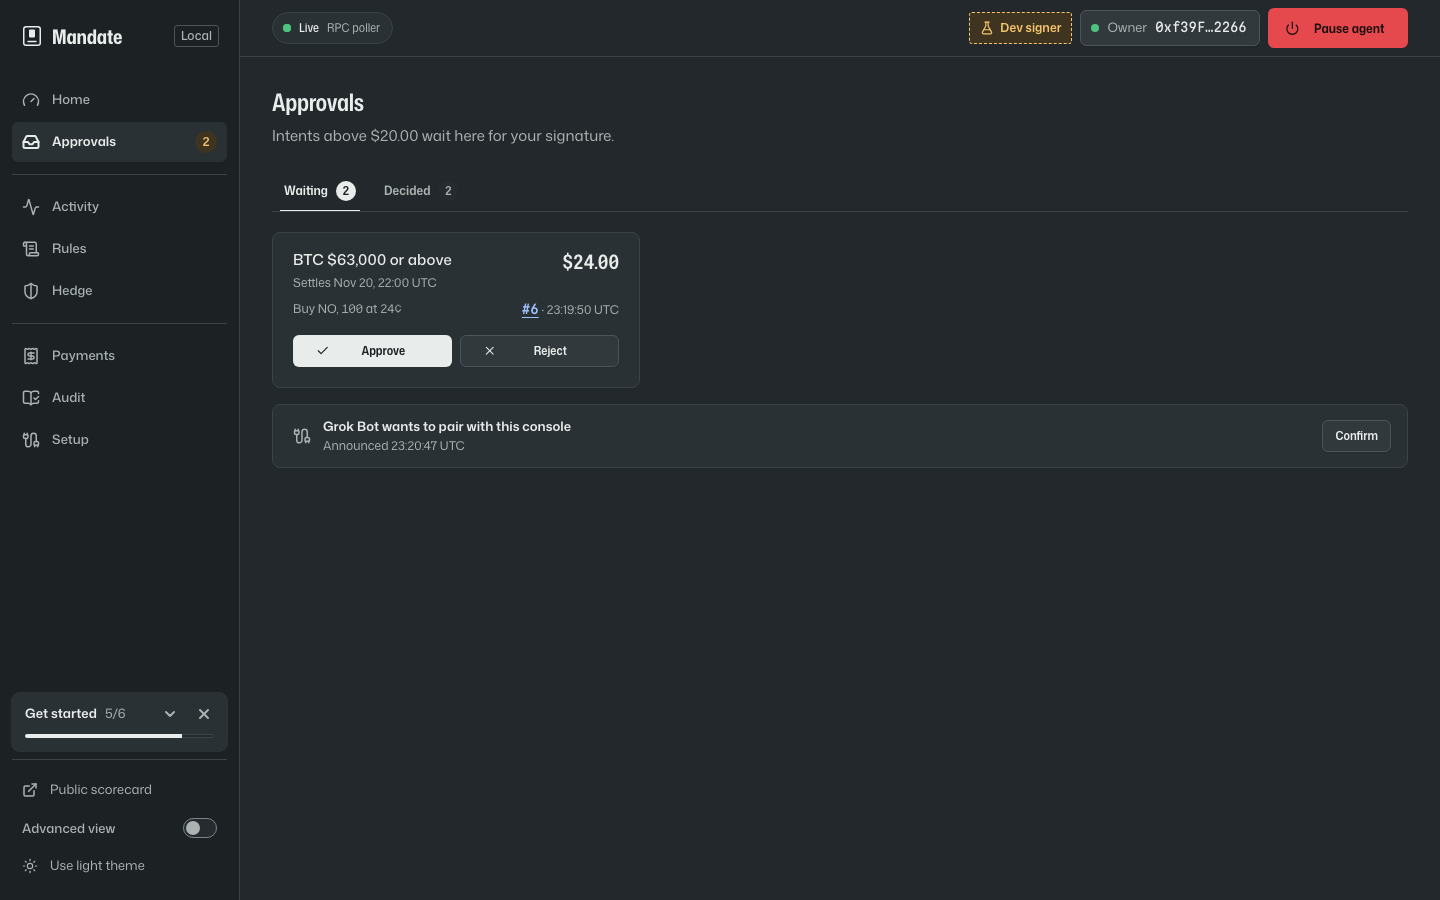 Mandate
Local
Home
Approvals 2
Activity
Rules
Hedge
Payments
Audit
Setup
Get started 5/6
Public scorecard
Advanced view
Use light theme
Live RPC poller
Dev signer
Owner 0xf39F…2266
Pause agent
Approvals
Intents above $20.00 wait here for your signature.
Waiting 2
Decided 2
BTC $63,000 or above
$24.00
Settles Nov 20, 22:00 UTC
Buy NO, 100 at 24¢
#6 · 23:19:50 UTC
Approve
Reject
Grok Bot wants to pair with this console
Announced 23:20:47 UTC
Confirm